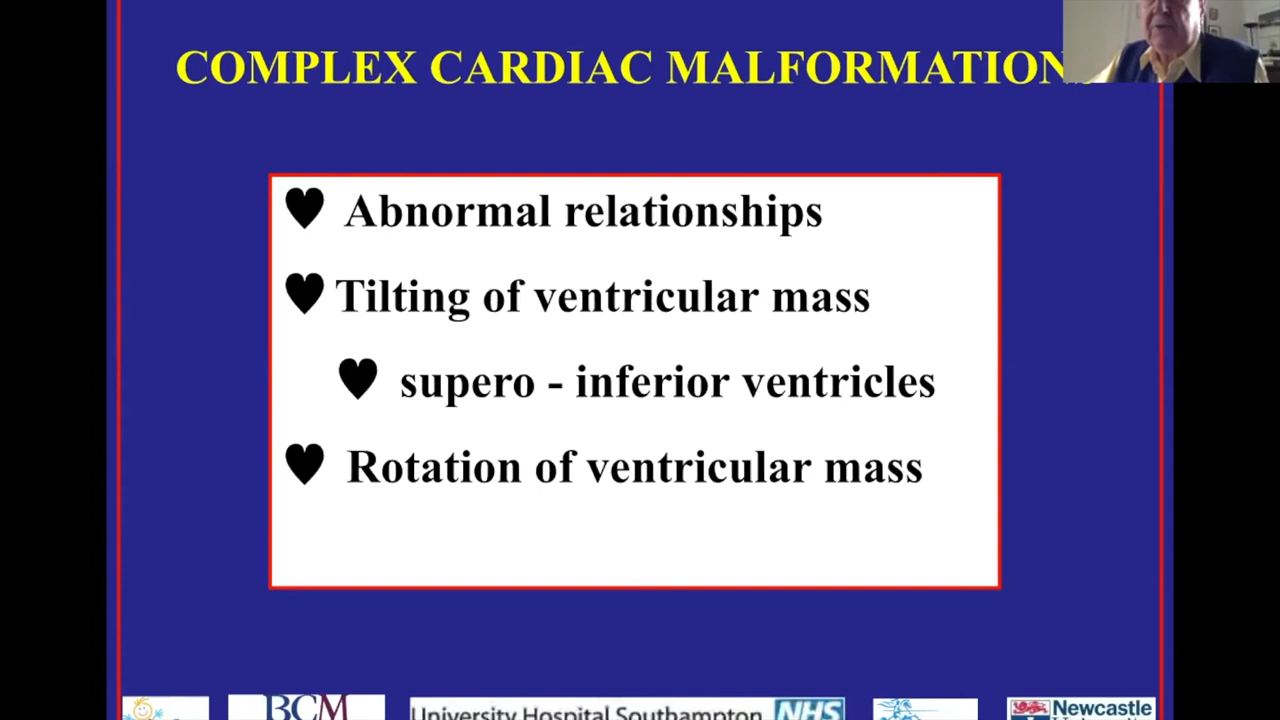 COMPLEX CARDIAC MALFORMATIONS
Abnormal relationships
Tilting of ventricular mass
supero - inferior ventricles
Rotation of ventricular mass
BCM
University Hospital Southampton NHS
Newcastle